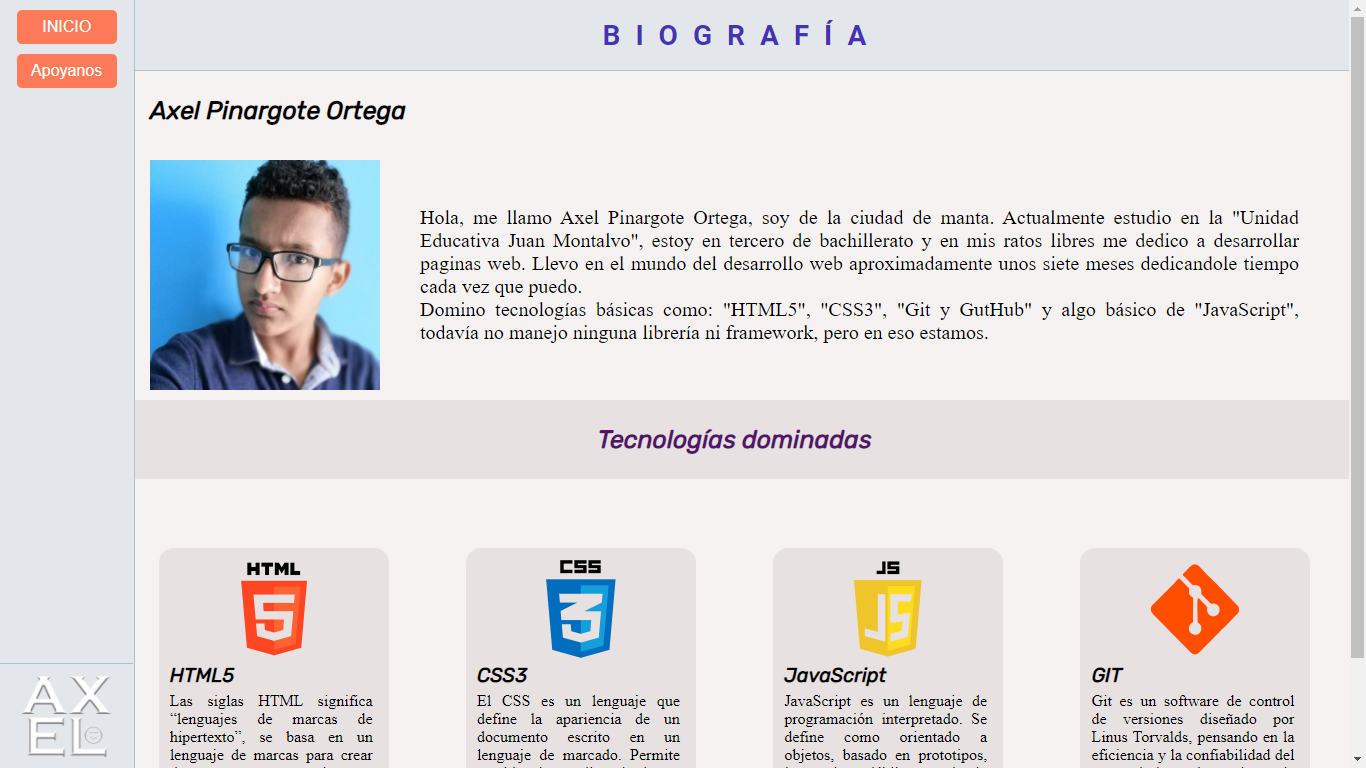 INICIO
Apoyanos
BIOGRAFÍA
Axel Pinargote Ortega
Hola, me llamo Axel Pinargote Ortega, soy de la ciudad de manta. Actualmente estudio en la "Unidad
Educativa Juan Montalvo", estoy en tercero de bachillerato y en mis ratos libres me dedico a desarrollar
paginas web. Llevo en el mundo del desarrollo web aproximadamente unos siete meses dedicandole tiempo
cada vez que puedo.
Domino tecnologías básicas como: "HTML5", "CSS3", "Git y GutHub" y algo básico de "JavaScript",
todavía no manejo ninguna librería ni framework, pero en eso estamos.
Tecnologías dominadas
HTML
5
HTML5
Las siglas HTML significa
“lenguajes de marcas de
hipertexto”, se basa en un
lenguaje de marcas para crear
CSS
3
CSS3
El CSS es un lenguaje que
define la apariencia de un
documento escrito en un
lenguaje de marcado. Permite
JS
JS
JavaScript
JavaScript es un lenguaje de
programación interpretado. Se
define como orientado a
objetos, basado en prototipos,
GIT
Git es un software de control
de versiones diseñado por
Linus Torvalds, pensando en la
eficiencia y la confiabilidad del
AX
EL